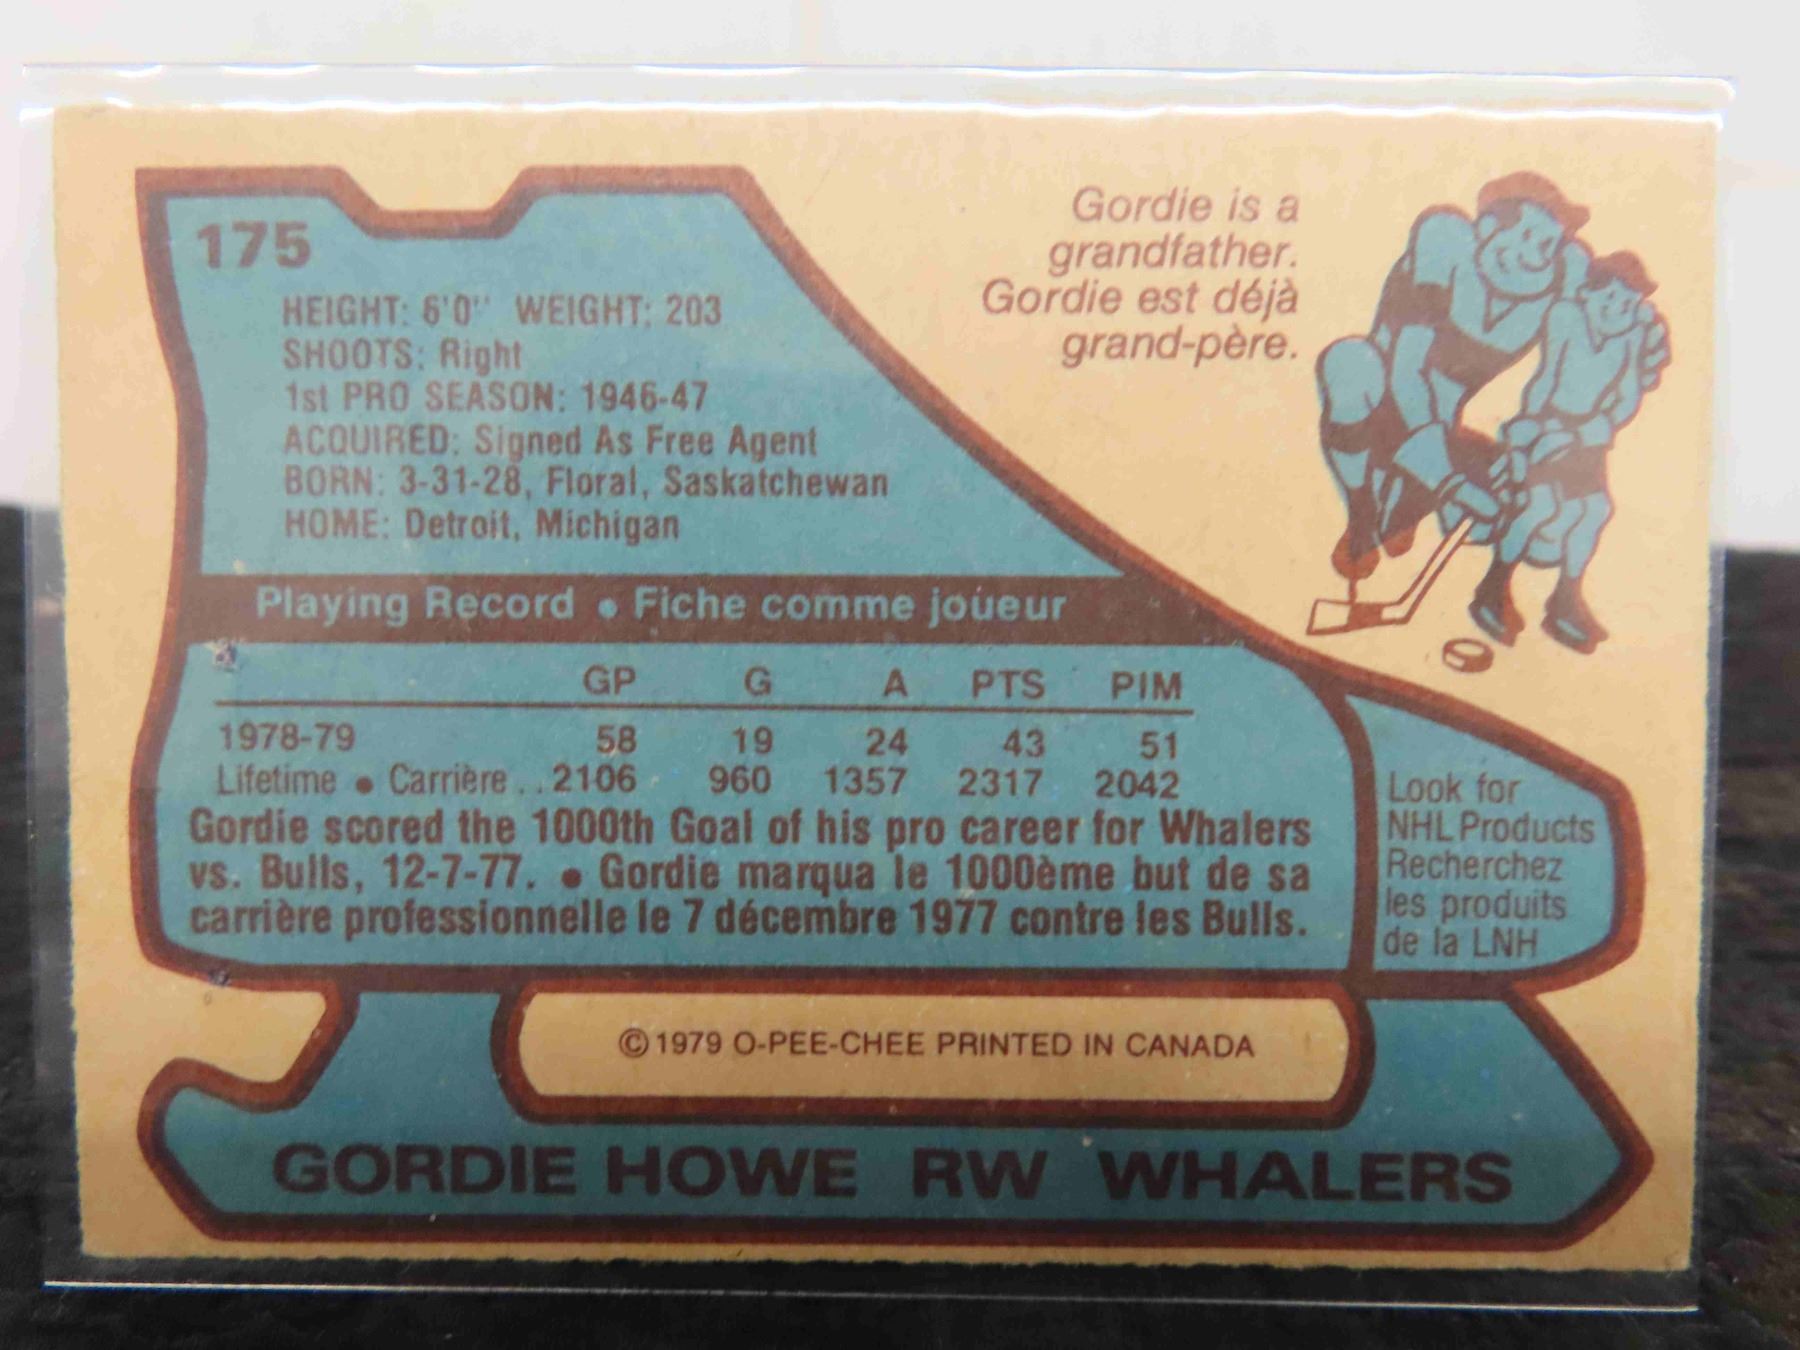 175
HEIGHT: 6'0" WEIGHT: 203
SHOOTS: Right
1st PRO SEASON: 1946-47
ACQUIRED: Signed As Free Agent
BORN: 3-31-28, Floral, Saskatchewan
HOME: Detroit, Michigan
Gordie is a
grandfather.
Gordie est déjà
grand-père.
Playing Record • Fiche comme joueur
GP G A PTS PIM
1978-79 58 19 24 43 51
Lifetime • Carrière .. 2106 960 1357 2317 2042
Gordie scored the 1000th Goal of his pro career for Whalers
vs. Bulls, 12-7-77. • Gordie marqua le 1000ème but de sa
carrière professionnelle le 7 décembre 1977 contre les Bulls.
Look for
NHL Products
Recherchez
les produits
de la LNH
© 1979 O-PEE-CHEE PRINTED IN CANADA
GORDIE HOWE RW WHALERS